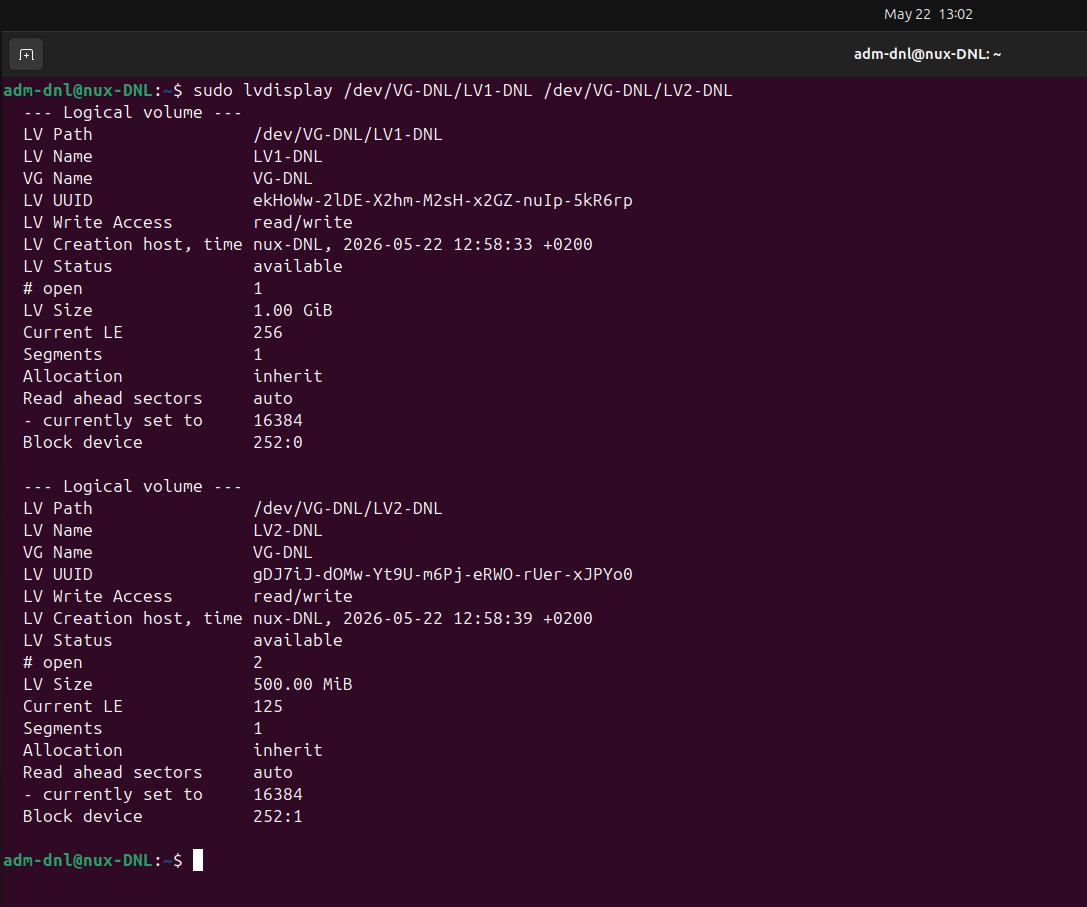 May 22 13:02
adm-dnl@nux-DNL: ~
adm-dnl@nux-DNL:~$ sudo lvdisplay /dev/VG-DNL/LV1-DNL /dev/VG-DNL/LV2-DNL
--- Logical volume ---
LV Path                /dev/VG-DNL/LV1-DNL
LV Name                LV1-DNL
VG Name                VG-DNL
LV UUID                ekHoWw-2lDE-X2hm-M2sH-x2GZ-nuIp-5kR6rp
LV Write Access        read/write
LV Creation host, time nux-DNL, 2026-05-22 12:58:33 +0200
LV Status              available
# open                 1
LV Size                1.00 GiB
Current LE             256
Segments               1
Allocation             inherit
Read ahead sectors     auto
- currently set to     16384
Block device           252:0
--- Logical volume ---
LV Path                /dev/VG-DNL/LV2-DNL
LV Name                LV2-DNL
VG Name                VG-DNL
LV UUID                gDJ7iJ-dOMw-Yt9U-m6Pj-eRWO-rUer-xJPYo0
LV Write Access        read/write
LV Creation host, time nux-DNL, 2026-05-22 12:58:39 +0200
LV Status              available
# open                 2
LV Size                500.00 MiB
Current LE             125
Segments               1
Allocation             inherit
Read ahead sectors     auto
- currently set to     16384
Block device           252:1
adm-dnl@nux-DNL:~$